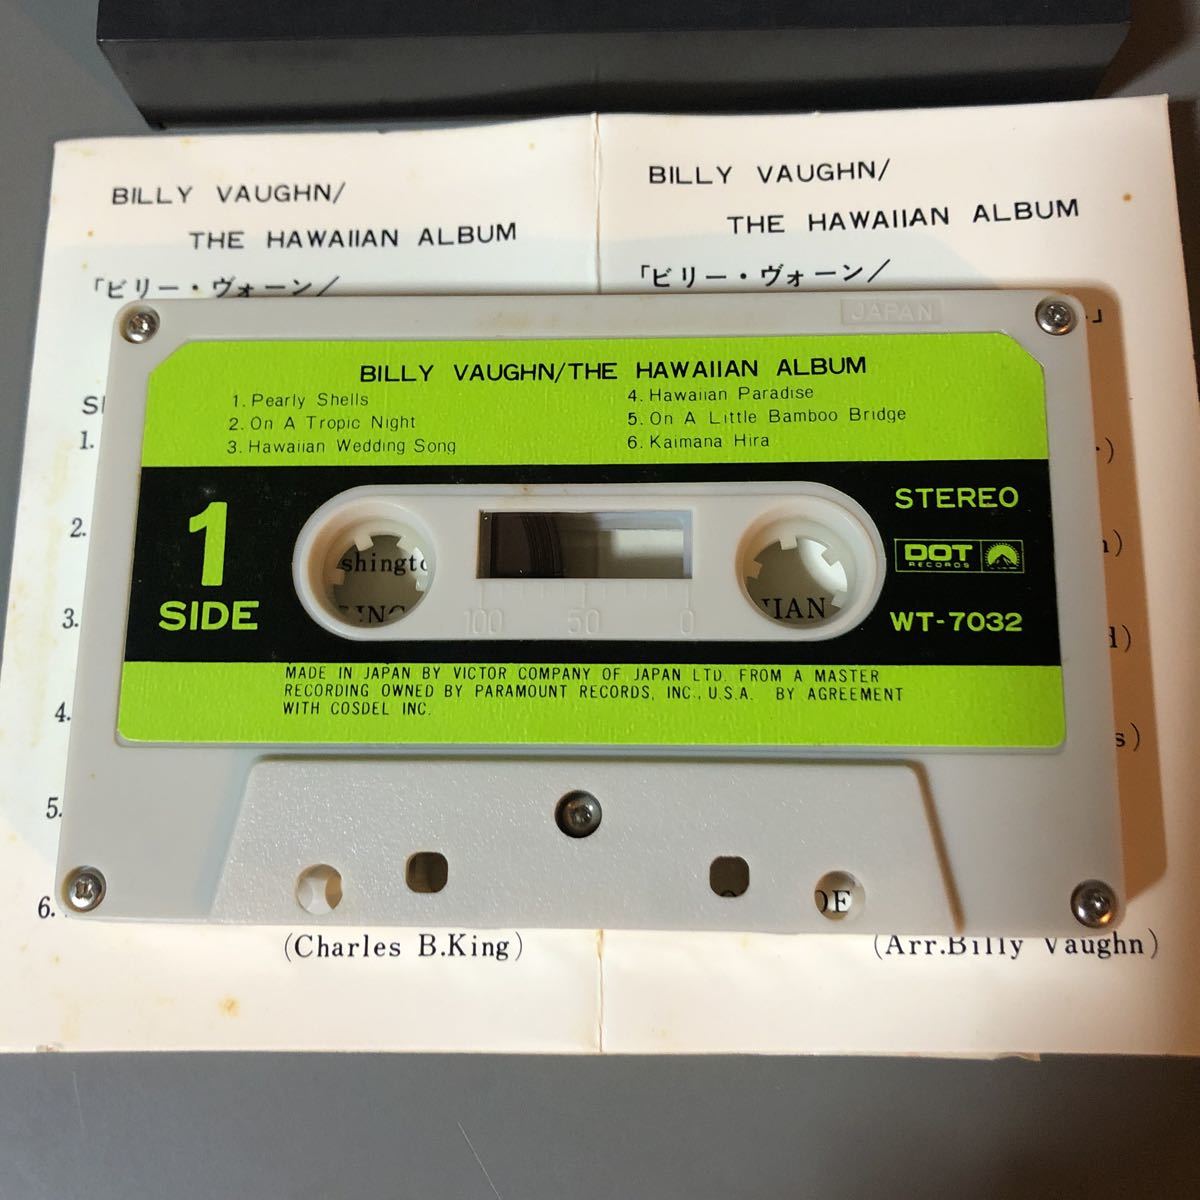 BILLY VAUGHN/
THE HAWAIIAN ALBUM
「ビリー・ヴォーン/
1.
2.
3.
4.
5.
6.
(Charles B.King)
BILLY VAUGHN/
THE HAWAIIAN ALBUM
「ビリー・ヴォーン/
(Arr.Billy Vaughn)
JAPAN
BILLY VAUGHN/THE HAWAIIAN ALBUM
1. Pearly Shells
2. On A Tropic Night
3. Hawaiian Wedding Song
4. Hawaiian Paradise
5. On A Little Bamboo Bridge
6. Kaimana Hira
1
SIDE
100 50 0
STEREO
DOT
RECORDS
WT-7032
MADE IN JAPAN BY VICTOR COMPANY OF JAPAN LTD. FROM A MASTER
RECORDING OWNED BY PARAMOUNT RECORDS, INC., U.S.A. BY AGREEMENT
WITH COSDEL INC.